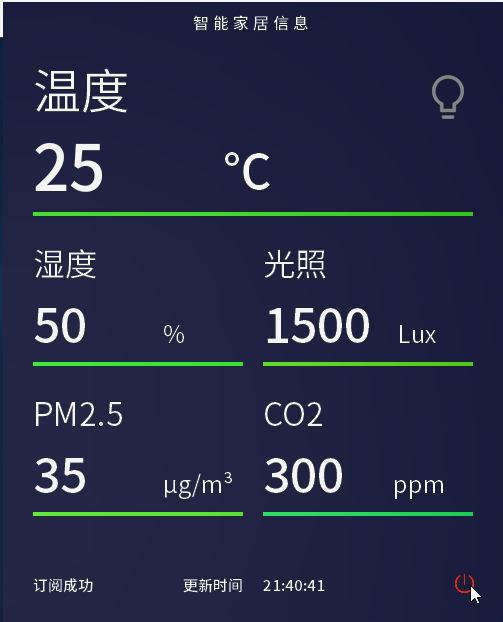 智能家居信息
温度
25 °C
湿度 光照
50 % 1500 Lux
PM2.5 CO2
35 μg/m³ 300 ppm
订阅成功 更新时间 21:40:41